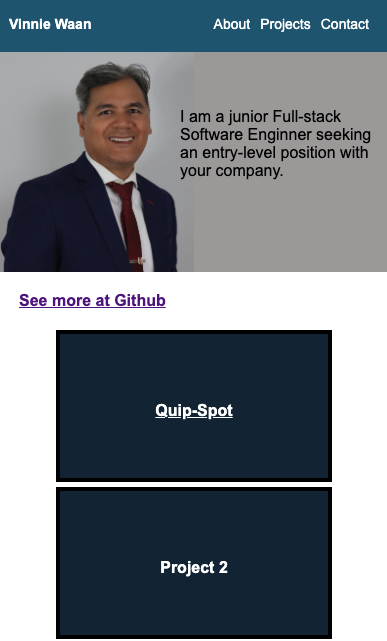 Vinnie Waan
About Projects Contact
I am a junior Full-stack
Software Enginner seeking
an entry-level position with
your company.
See more at Github
Quip-Spot
Project 2